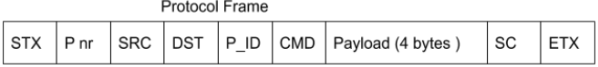 Protocol Frame
STX P nr SRC DST P_ID CMD Payload (4 bytes ) SC ETX